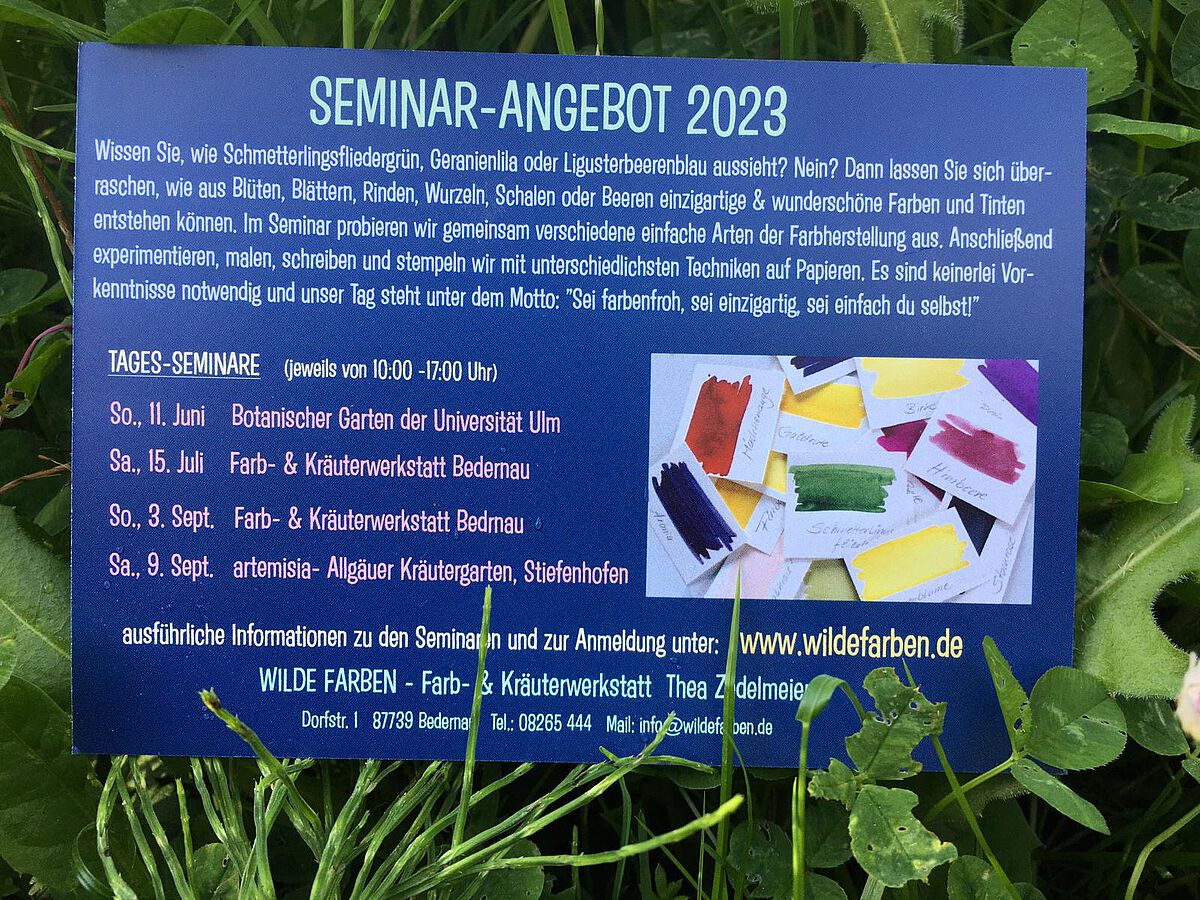 SEMINAR-ANGEBOT 2023
Wissen Sie, wie Schmetterlingsfliedergrün, Geranienlila oder Ligusterbeerenblau aussieht? Nein? Dann lassen Sie sich über-
raschen, wie aus Blüten, Blättern, Rinden, Wurzeln, Schalen oder Beeren einzigartige & wunderschöne Farben und Tinten
entstehen können. Im Seminar probieren wir gemeinsam verschiedene einfache Arten der Farbherstellung aus. Anschließend
experimentieren, malen, schreiben und stempeln wir mit unterschiedlichsten Techniken auf Papieren. Es sind keinerlei Vor-
kenntnisse notwendig und unser Tag steht unter dem Motto: "Sei farbenfroh, sei einzigartig, sei einfach du selbst!"
TAGES-SEMINARE (jeweils von 10:00 -17:00 Uhr)
So., 11. Juni Botanischer Garten der Universität Ulm
Sa., 15. Juli Farb- & Kräuterwerkstatt Bedernau
So., 3. Sept. Farb- & Kräuterwerkstatt Bedrnau
Sa., 9. Sept. artemisia- Allgäuer Kräutergarten, Stiefenhofen
Birke
Himbeere
Aronia
ausführliche Informationen zu den Seminaren und zur Anmeldung unter: www.wildefarben.de
WILDE FARBEN - Farb- & Kräuterwerkstatt Thea
Dorfstr. 1 87739 Bedernau Tel.: 08265 444 Mail: info@wildefarben.de